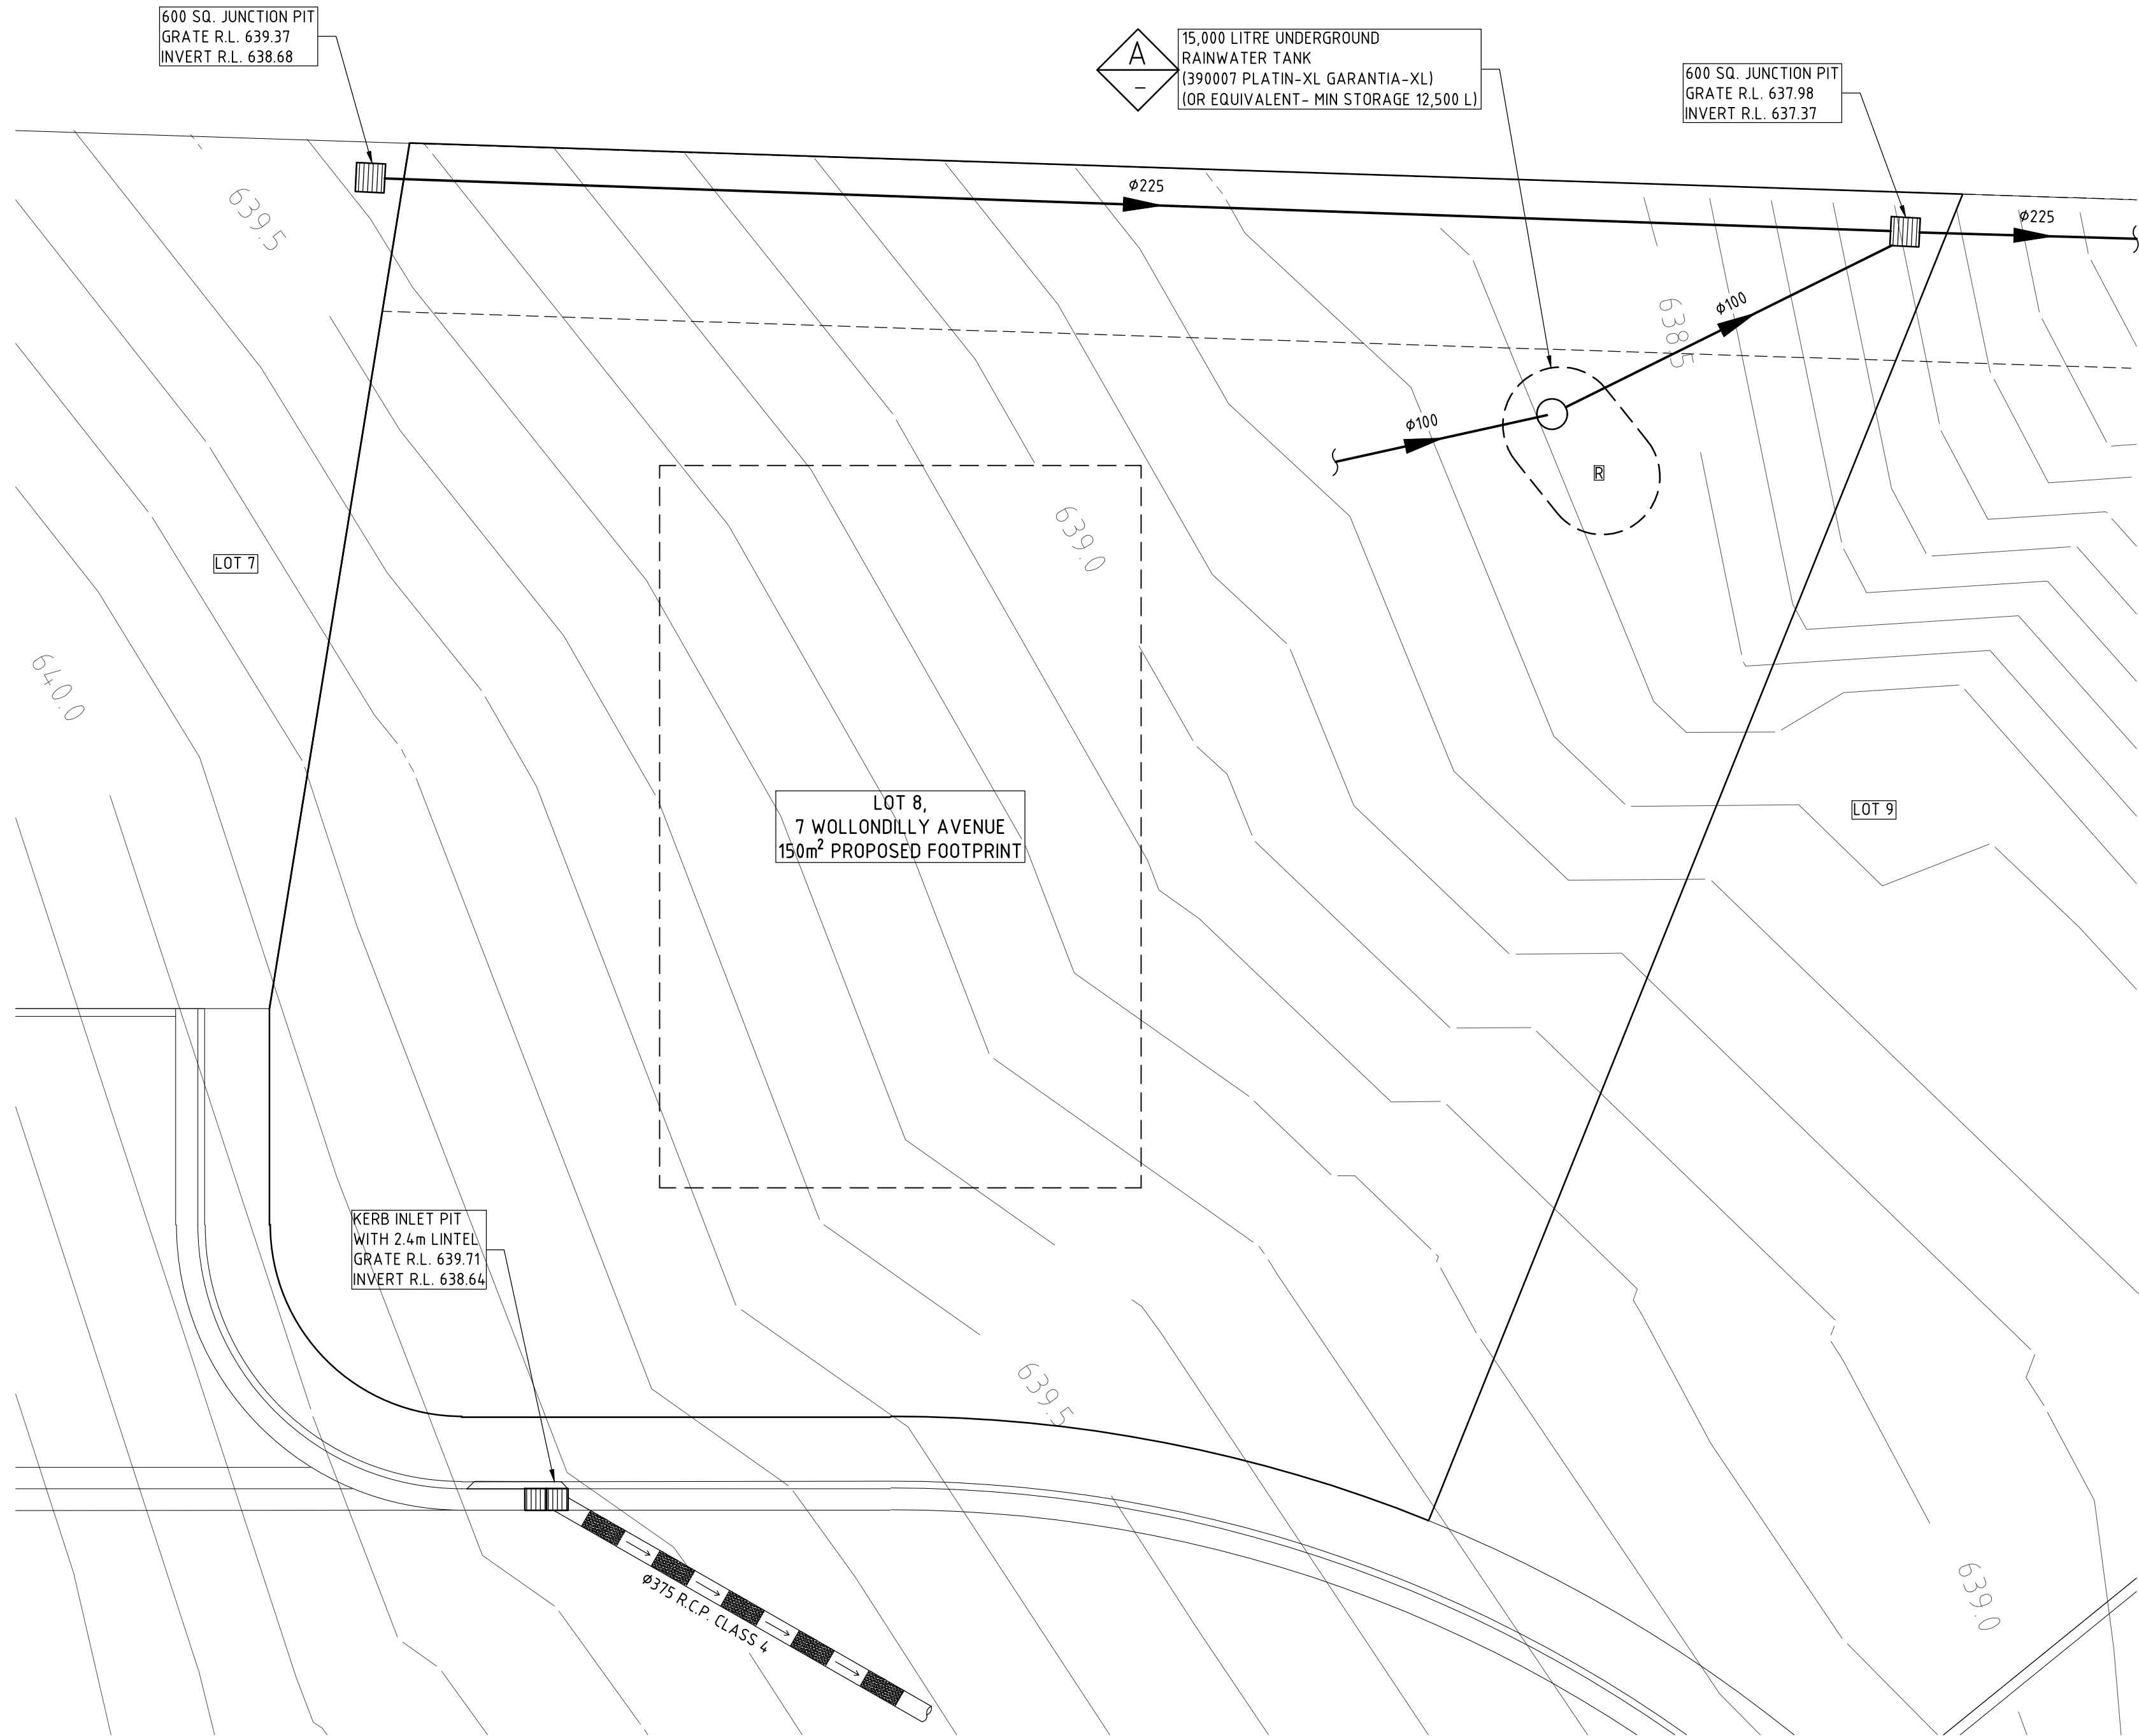 600 SQ. JUNCTION PIT
GRATE R.L. 639.37
INVERT R.L. 638.68
A
–
15,000 LITRE UNDERGROUND
RAINWATER TANK
(390007 PLATIN-XL GARANTIA-XL)
(OR EQUIVALENT- MIN STORAGE 12,500 L)
600 SQ. JUNCTION PIT
GRATE R.L. 637.98
INVERT R.L. 637.37
ø225
ø225
639.5
638.5
ø100
ø100
R
639.0
LOT 7
640.0
LOT 8,
7 WOLLONDILLY AVENUE
150m² PROPOSED FOOTPRINT
LOT 9
KERB INLET PIT
WITH 2.4m LINTEL
GRATE R.L. 639.71
INVERT R.L. 638.64
639.5
ø375 R.C.P. CLASS 4
639.0